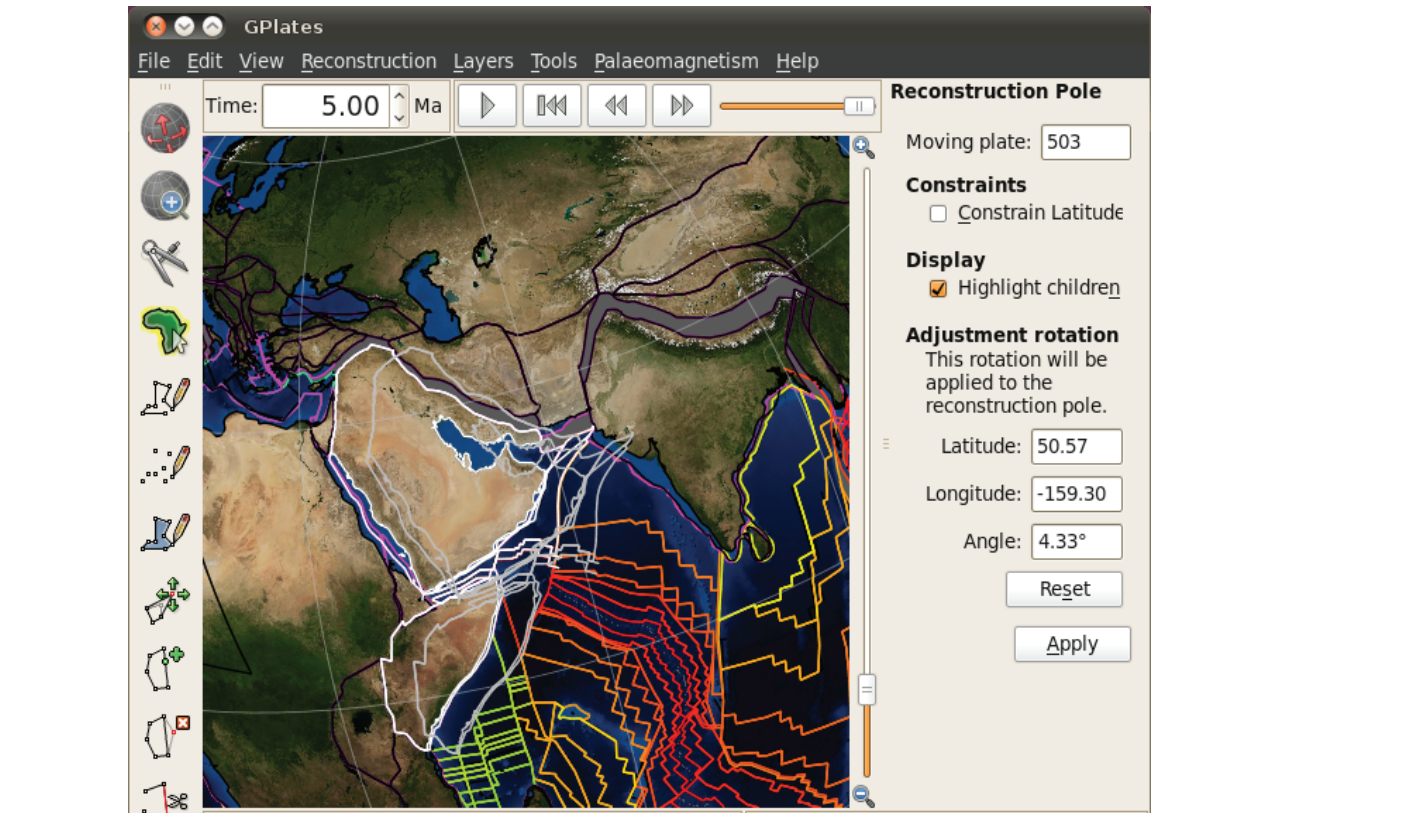 GPlates
File Edit View Reconstruction Layers Tools Palaeomagnetism Help
Time: 5.00 Ma
Reconstruction Pole
Moving plate: 503
Constraints
Constrain Latitude
Display
Highlight children
Adjustment rotation
This rotation will be
applied to the
reconstruction pole.
Latitude: 50.57
Longitude: -159.30
Angle: 4.33°
Reset
Apply